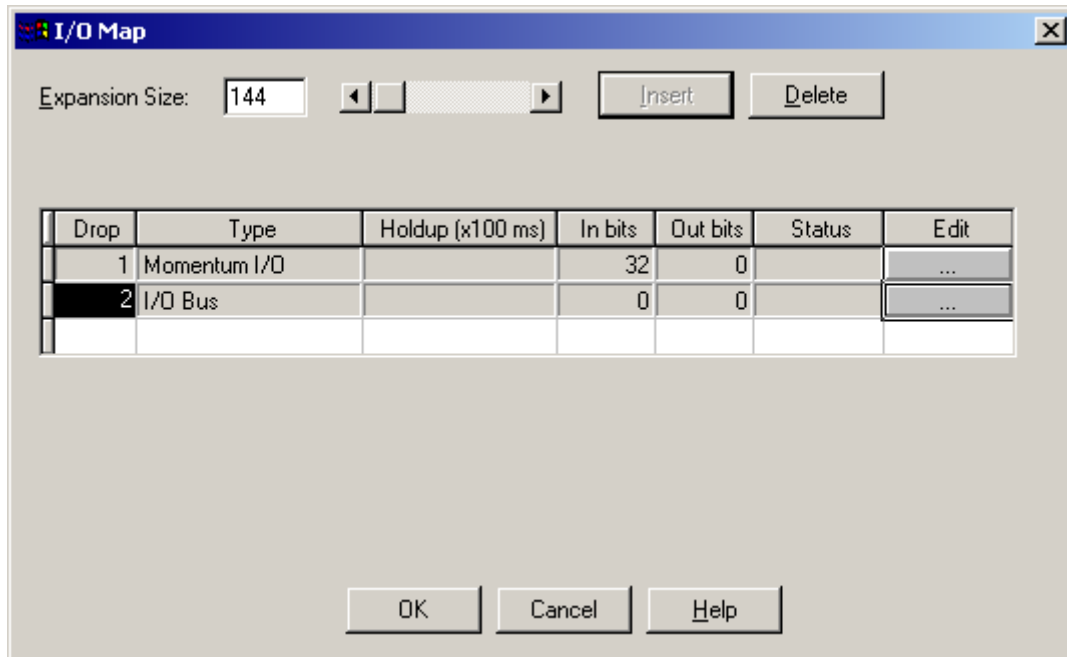 I/O Map
Expansion Size: 144 Insert Delete
Drop Type Holdup (x100 ms) In bits Out bits Status Edit
1 Momentum I/O 32 0 ...
2 I/O Bus 0 0 ...
OK Cancel Help